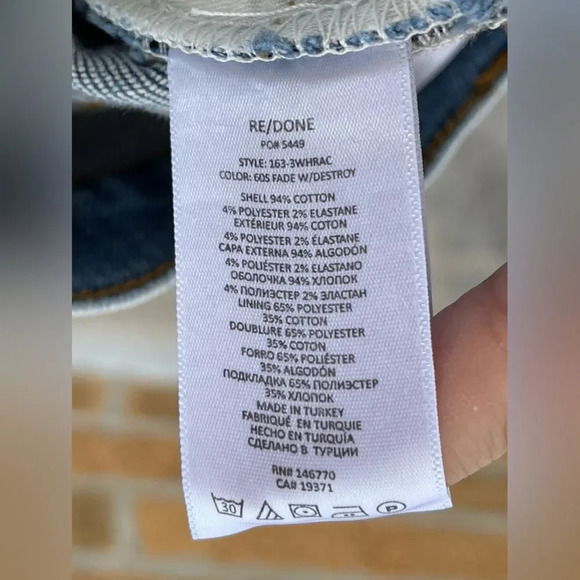 RE/DONE
PO# 5449
STYLE: 163-3WHRAC
COLOR: 60S FADE W/DESTROY
SHELL 94% COTTON
4% POLYESTER 2% ELASTANE
EXTÉRIEUR 94% COTON
4% POLYESTER 2% ELASTANE
CAPA EXTERNA 94% ALGODÓN
4% POLIÉSTER 2% ELASTANO
ОБОЛОЧКА 94% ХЛОПОК
4% ПОЛИЭСТЕР 2% ЭЛАСТАН
LINING 65% POLYESTER
35% COTTON
DOUBLURE 65% POLYESTER
35% COTON
FORRO 65% POLIÉSTER
35% ALGODÓN
ПОДКЛАДКА 65% ПОЛИЭСТЕР
35% ХЛОПОК
MADE IN TURKEY
FABRIQUÉ EN TURQUIE
HECHO EN TURQUÍA
СДЕЛАНО В ТУРЦИИ
RN# 146770
CA# 19371
30 P